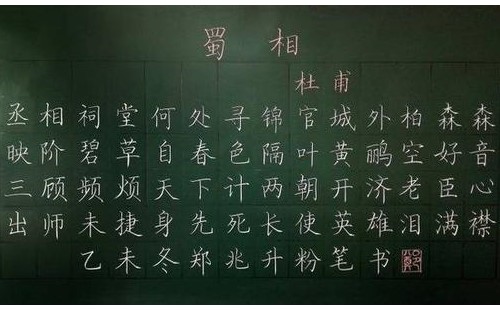 蜀相
杜甫
丞相祠堂何处寻锦官城外柏森森
映阶碧草自春色隔叶黄鹂空好音
三顾频烦天下计两朝开济老臣心
出师未捷身先死长使英雄泪满襟
乙未冬郑兆升粉笔书